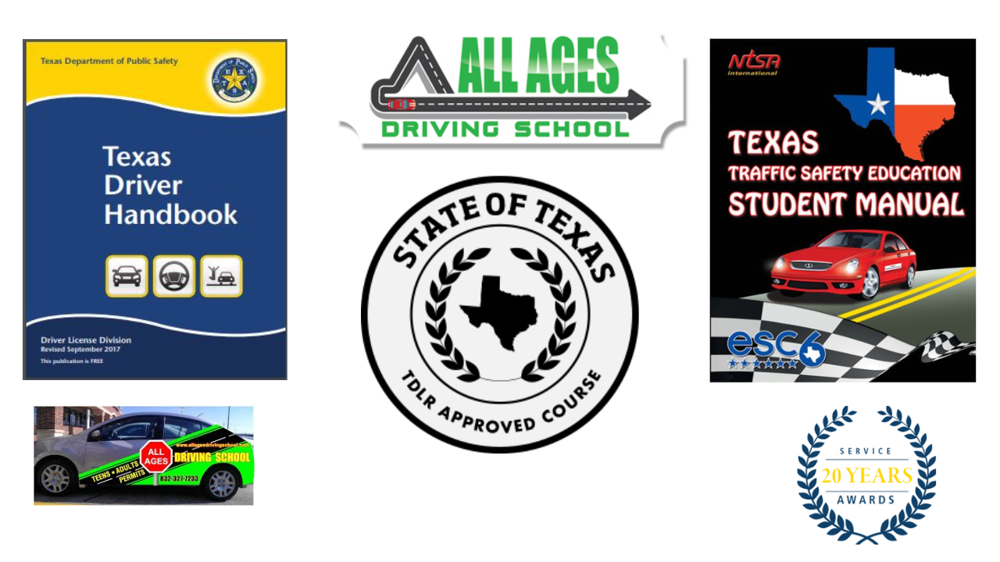 Texas Department of Public Safety
DEPARTMENT OF PUBLIC SAFETY
TEXAS
Texas
Driver
Handbook
Driver License Division
Revised September 2017
This publication is FREE
ALL AGES
DRIVING SCHOOL
STATE OF TEXAS
TDLR APPROVED COURSE
NTSA
international
TEXAS
TRAFFIC SAFETY EDUCATION
STUDENT MANUAL
esc6
www.allagesdrivingschool.com
ALL
AGES
DRIVING SCHOOL
TEENS • ADULTS
PERMITS
832-327-7233
SERVICE
20 YEARS
AWARDS